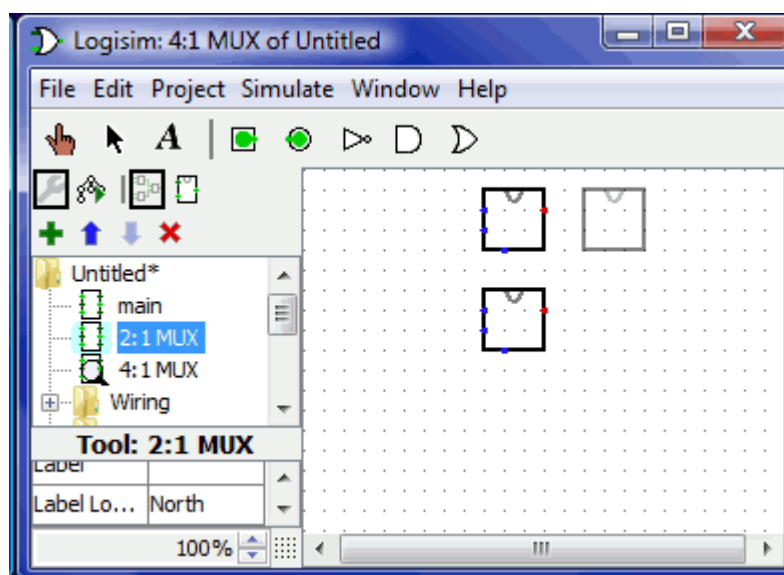 Logisim: 4:1 MUX of Untitled
File Edit Project Simulate Window Help
A
Untitled*
main
2:1 MUX
4:1 MUX
Wiring
Tool: 2:1 MUX
Label
Label Lo... North
100%